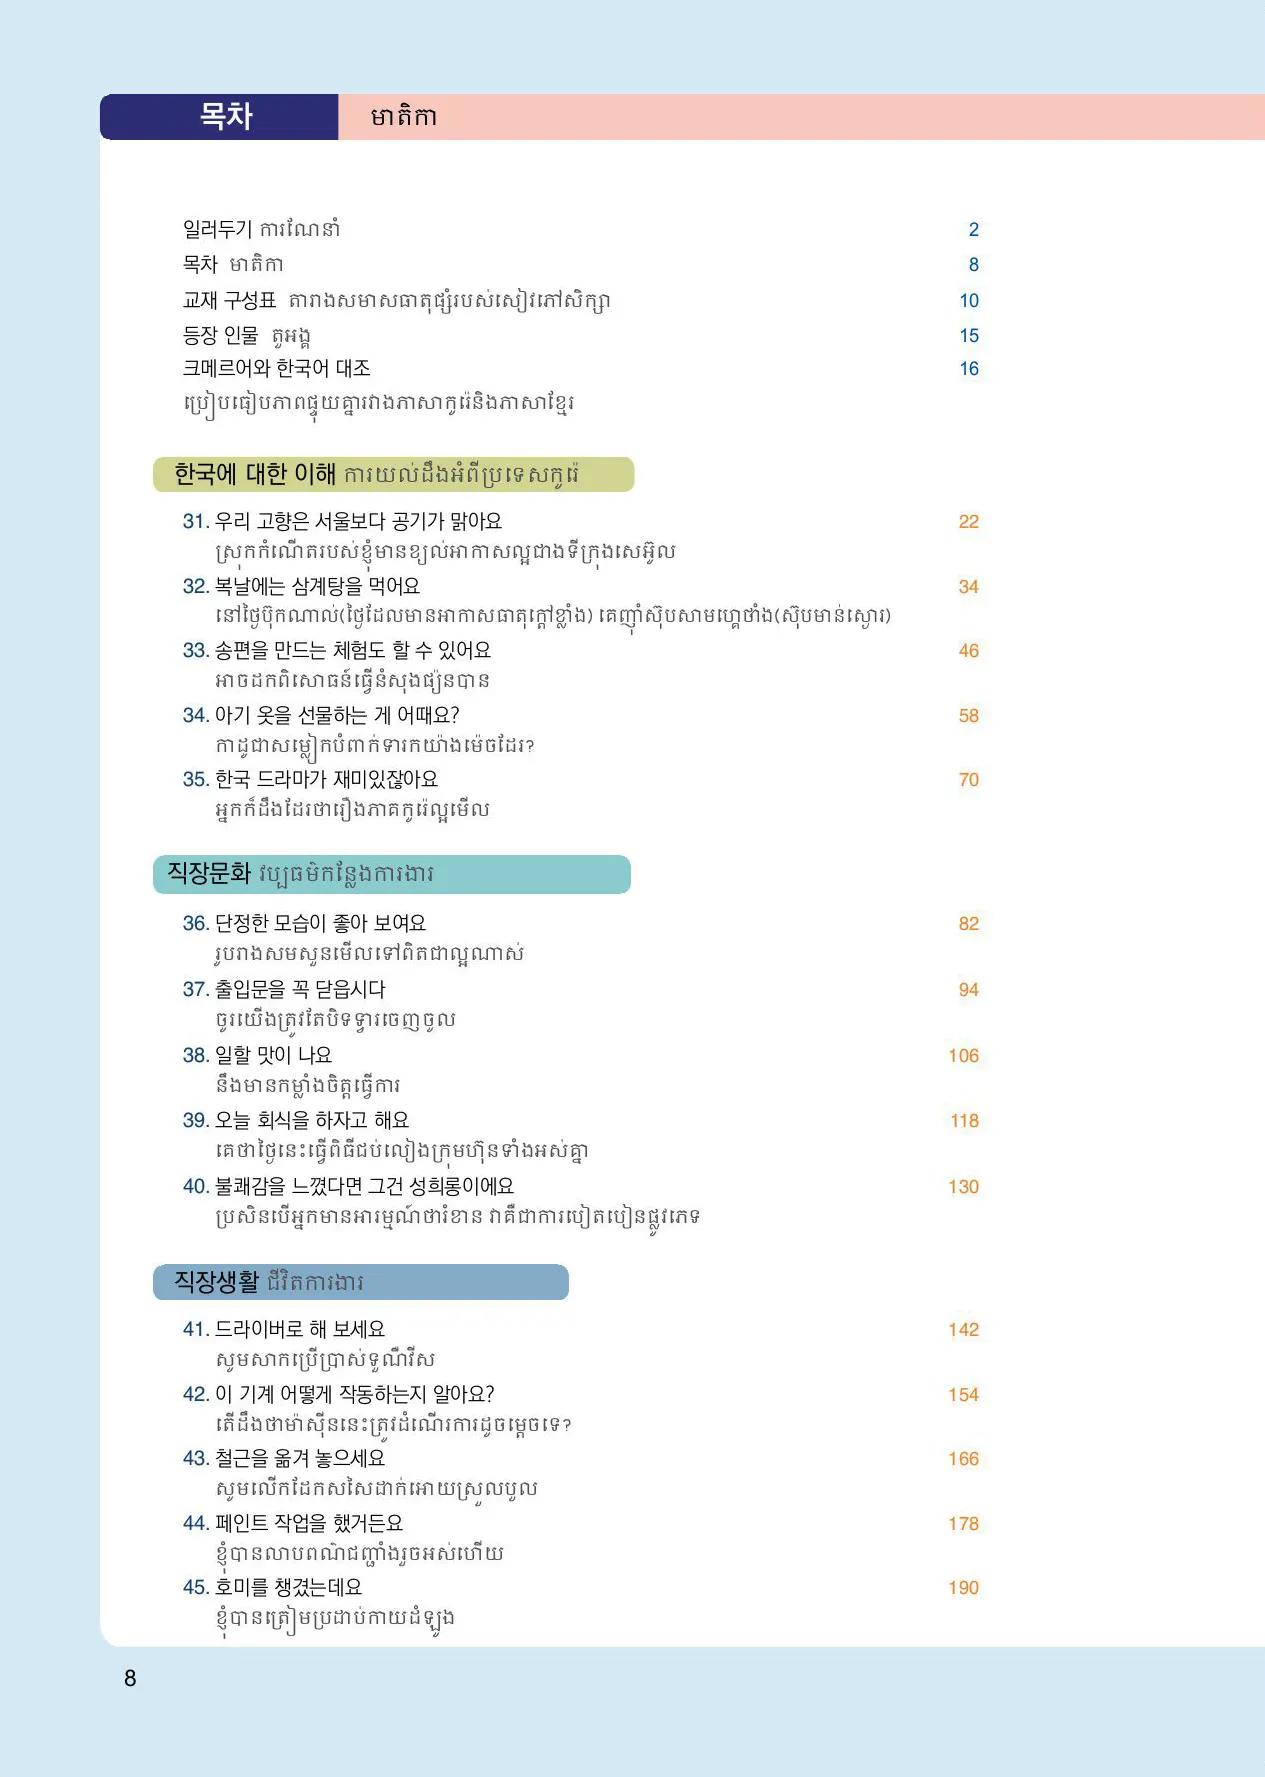 목차 មាតិកា
일러두기 ការណែនាំ 2
목차 មាតិកា 8
교재 구성표 តារាងសមាសធាតុផ្សំរបស់សៀវភៅសិក្សា 10
등장 인물 តួអង្គ 15
크메르어와 한국어 대조 16
ប្រៀបធៀបភាពផ្ទុយគ្នារវាងភាសាកូរ៉េនិងភាសាខ្មែរ
한국에 대한 이해 ការយល់ដឹងអំពីប្រទេសកូរ៉េ
31. 우리 고향은 서울보다 공기가 맑아요 22
ស្រុកកំណើតរបស់ខ្ញុំមានខ្យល់អាកាសល្អជាងទីក្រុងសេអ៊ូល
32. 복날에는 삼계탕을 먹어요 34
នៅថ្ងៃប៊ុកណាល់(ថ្ងៃដែលមានអាកាសធាតុក្តៅខ្លាំង) គេញ៉ាំស៊ុបសាមហ្គេថាំង(ស៊ុបមាន់ស្ងោរ)
33. 송편을 만드는 체험도 할 수 있어요 46
អាចដកពិសោធន៍ធ្វើនំសុងផ្យ៉នបាន
34. 아기 옷을 선물하는 게 어때요? 58
កាដូជាសម្លៀកបំពាក់ទារកយ៉ាងម៉េចដែរ?
35. 한국 드라마가 재미있잖아요 70
អ្នកក៏ដឹងដែរថារឿងភាគកូរ៉េល្អមើល
직장문화 វប្បធម៌កន្លែងការងារ
36. 단정한 모습이 좋아 보여요 82
រូបរាងសមសួនមើលទៅពិតជាល្អណាស់
37. 출입문을 꼭 닫읍시다 94
ចូរយើងត្រូវតែបិទទ្វារចេញចូល
38. 일할 맛이 나요 106
នឹងមានកម្លាំងចិត្តធ្វើការ
39. 오늘 회식을 하자고 해요 118
គេថាថ្ងៃនេះធ្វើពិធីជប់លៀងក្រុមហ៊ុនទាំងអស់គ្នា
40. 불쾌감을 느꼈다면 그건 성희롱이에요 130
ប្រសិនបើអ្នកមានអារម្មណ៍ថារំខាន វាគឺជាការបៀតបៀនផ្លូវភេទ
직장생활 ជីវិតការងារ
41. 드라이버로 해 보세요 142
សូមសាកប្រើប្រាស់ទួណឺវីស
42. 이 기계 어떻게 작동하는지 알아요? 154
តើដឹងថាម៉ាស៊ីននេះត្រូវដំណើរការដូចម្តេចទេ?
43. 철근을 옮겨 놓으세요 166
សូមលើកដែកសសៃដាក់អោយស្រួលបួល
44. 페인트 작업을 했거든요 178
ខ្ញុំបានលាបពណ៌ជញ្ជាំងរួចអស់ហើយ
45. 호미를 챙겼는데요 190
ខ្ញុំបានត្រៀមប្រដាប់កាយដំឡូង
8